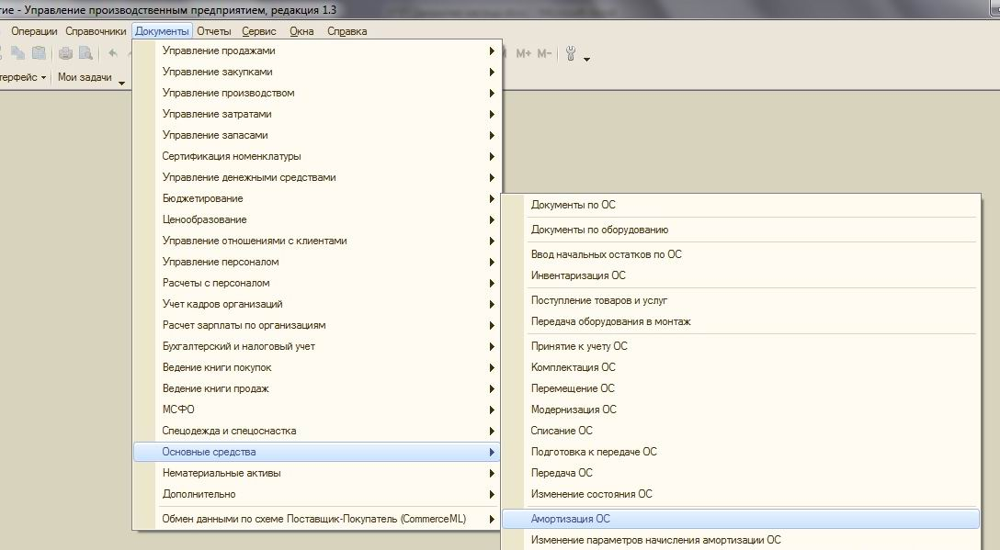 тие - Управление производственным предприятием, редакция 1.3
Операции Справочники Документы Отчеты Сервис Окна Справка
M+ M-
терфейс Мои задачи
Управление продажами
Управление закупками
Управление производством
Управление затратами
Управление запасами
Сертификация номенклатуры
Управление денежными средствами
Бюджетирование
Ценообразование
Управление отношениями с клиентами
Управление персоналом
Расчеты с персоналом
Учет кадров организаций
Расчет зарплаты по организациям
Бухгалтерский и налоговый учет
Ведение книги покупок
Ведение книги продаж
МСФО
Спецодежда и спецоснастка
Основные средства
Нематериальные активы
Дополнительно
Обмен данными по схеме Поставщик-Покупатель (CommerceML)
Документы по ОС
Документы по оборудованию
Ввод начальных остатков по ОС
Инвентаризация ОС
Поступление товаров и услуг
Передача оборудования в монтаж
Принятие к учету ОС
Комплектация ОС
Перемещение ОС
Модернизация ОС
Списание ОС
Подготовка к передаче ОС
Передача ОС
Изменение состояния ОС
Амортизация ОС
Изменение параметров начисления амортизации ОС